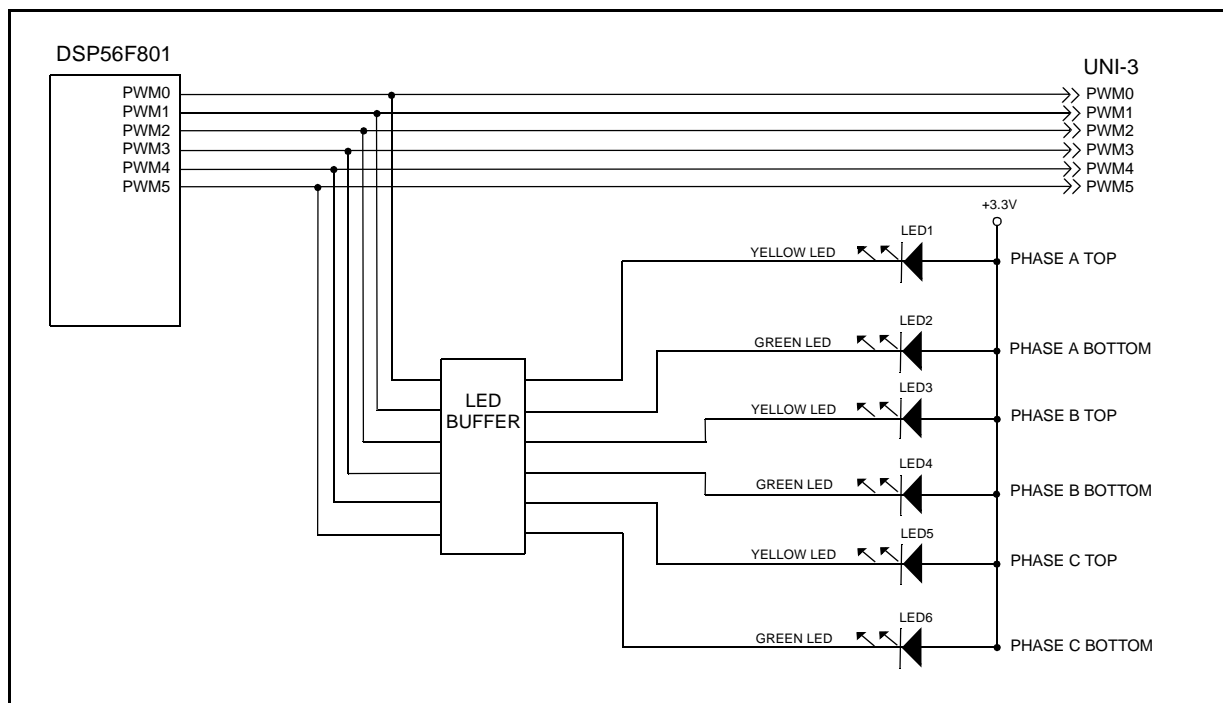 DSP56F801
UNI-3
PWM0
PWM0
PWM1
PWM1
PWM2
PWM2
PWM3
PWM3
PWM4
PWM4
PWM5
PWM5
+3.3V
LED1
YELLOW LED
PHASE A TOP
LED2
GREEN LED
PHASE A BOTTOM
LED3
YELLOW LED
PHASE B TOP
LED BUFFER
LED4
GREEN LED
PHASE B BOTTOM
LED5
YELLOW LED
PHASE C TOP
LED6
GREEN LED
PHASE C BOTTOM